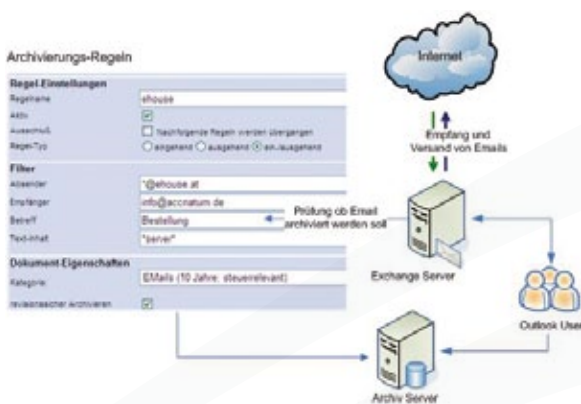 Archivierungs-Regeln
Regel-Einstellungen
Regelname
ehouse
Aktiv
Ausschluß
Nachfolgende Regeln werden übergangen
Regel-Typ
eingehend
ausgehend
ein-/ausgehend
Filter
Absender
*@ehouse.at
Empfänger
info@accnatum.de
Betreff
Bestellung
Text-Inhalt
*server*
Dokument-Eigenschaften
Kategorie
EMails (10 Jahre, steuerrelevant)
revisionssicher Archivieren
Internet
Empfang und
Versand von Emails
Prüfung ob Email
archiviert werden soll
Exchange Server
Outlook User
Archiv Server